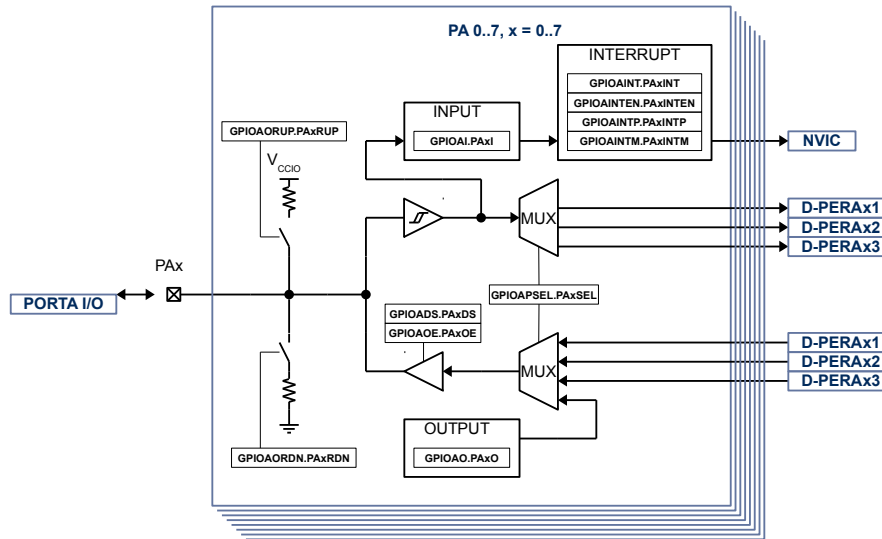 PA 0..7, x = 0..7
INTERRUPT
GPIOAINT.PAxINT
GPIOAINTEN.PAxINTEN
GPIOAINTP.PAxINTP
GPIOAINTM.PAxINTM
INPUT
GPIOAI.PAxI
GPIOAORUP.PAxRUP
NVIC
VCCIO
MUX
D-PERAx1
D-PERAx2
D-PERAx3
PAx
PORTA I/O
GPIOAPSEL.PAxSEL
GPIOADS.PAxDS
GPIOAOE.PAxOE
D-PERAx1
D-PERAx2
D-PERAx3
MUX
OUTPUT
GPIOAO.PAxO
GPIOAORDN.PAxRDN